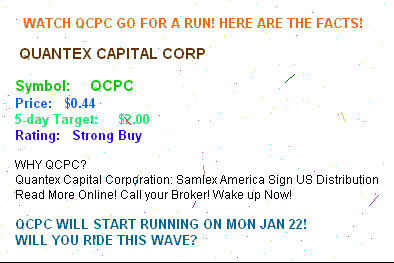 WATCH QCPC GO FOR A RUN! HERE ARE THE FACTS!
QUANTEX CAPITAL CORP
Symbol: QCPC
Price: $0.44
5-day Target: $2.00
Rating: Strong Buy
WHY QCPC?
Quantex Capital Corporation: Samlex America Sign US Distribution
Read More Online! Call your Broker! Wake up Now!
QCPC WILL START RUNNING ON MON JAN 22!
WILL YOU RIDE THIS WAVE?